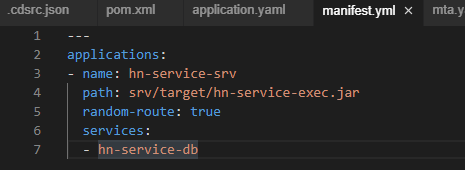 .cdsrc.json pom.xml application.yaml manifest.yml × mta.y
1 ---
2 applications:
3 - name: hn-service-srv
4 path: srv/target/hn-service-exec.jar
5 random-route: true
6 services:
7 - hn-service-db